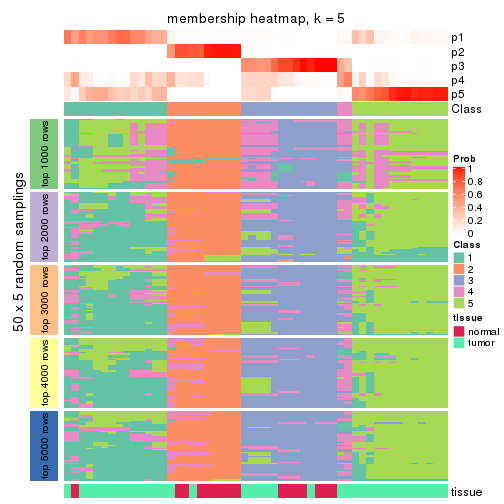 membership heatmap, k = 5
p1
p2
p3
p4
p5
Class
50 x 5 random samplings
top 1000 rows
top 2000 rows
top 3000 rows
top 4000 rows
top 5000 rows
tissue
Prob
1
0.8
0.6
0.4
0.2
0
Class
1
2
3
4
5
tissue
normal
tumor